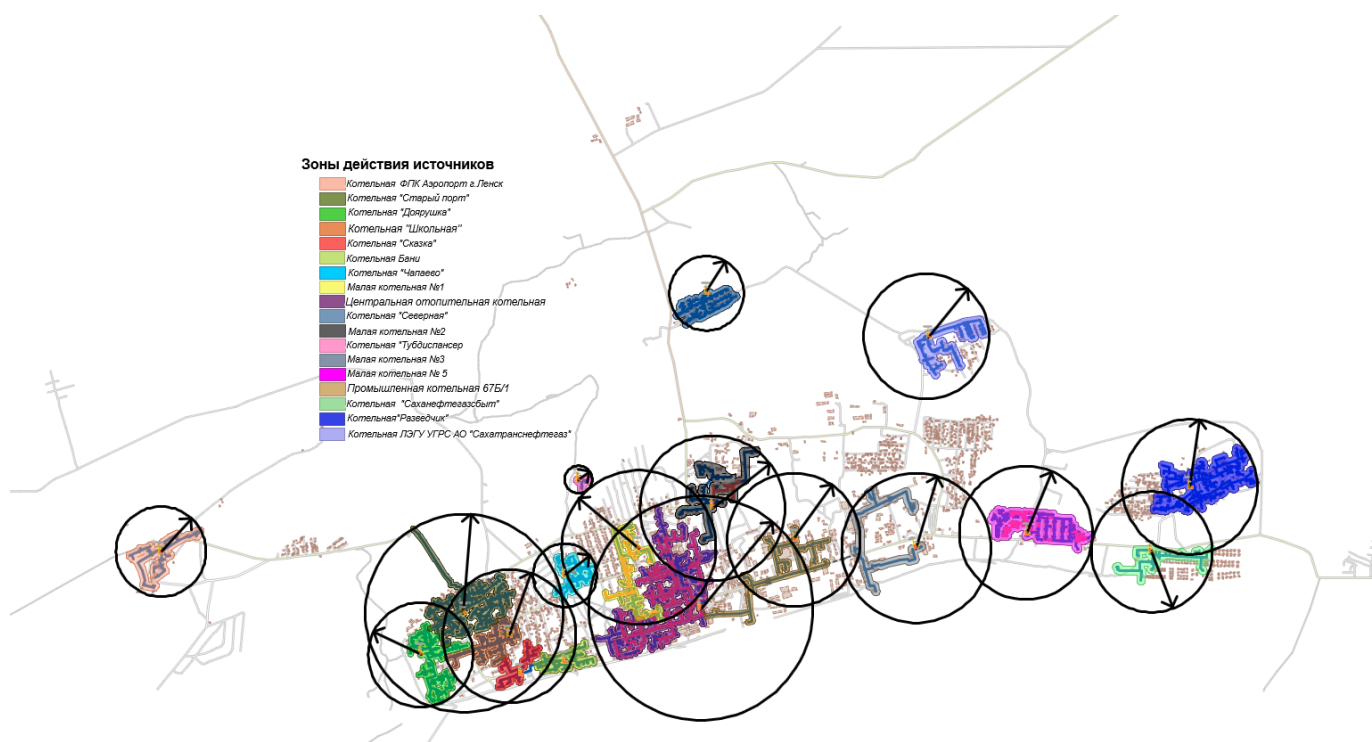 Зоны действия источников
Котельная ФПК Аэропорт г.Ленск
Котельная "Старый порт"
Котельная "Доярушка"
Котельная "Школьная"
Котельная "Сказка"
Котельная Бани
Котельная "Чапаево"
Малая котельная №1
Центральная отопительная котельная
Котельная "Северная"
Малая котельная №2
Котельная "Тубдиспансер
Малая котельная №3
Малая котельная № 5
Промышленная котельная 67Б/1
Котельная "Саханефтегазсбыт"
Котельная"Разведчик"
Котельная ЛЭГУ УГРС АО "Сахатранснефтегаз"